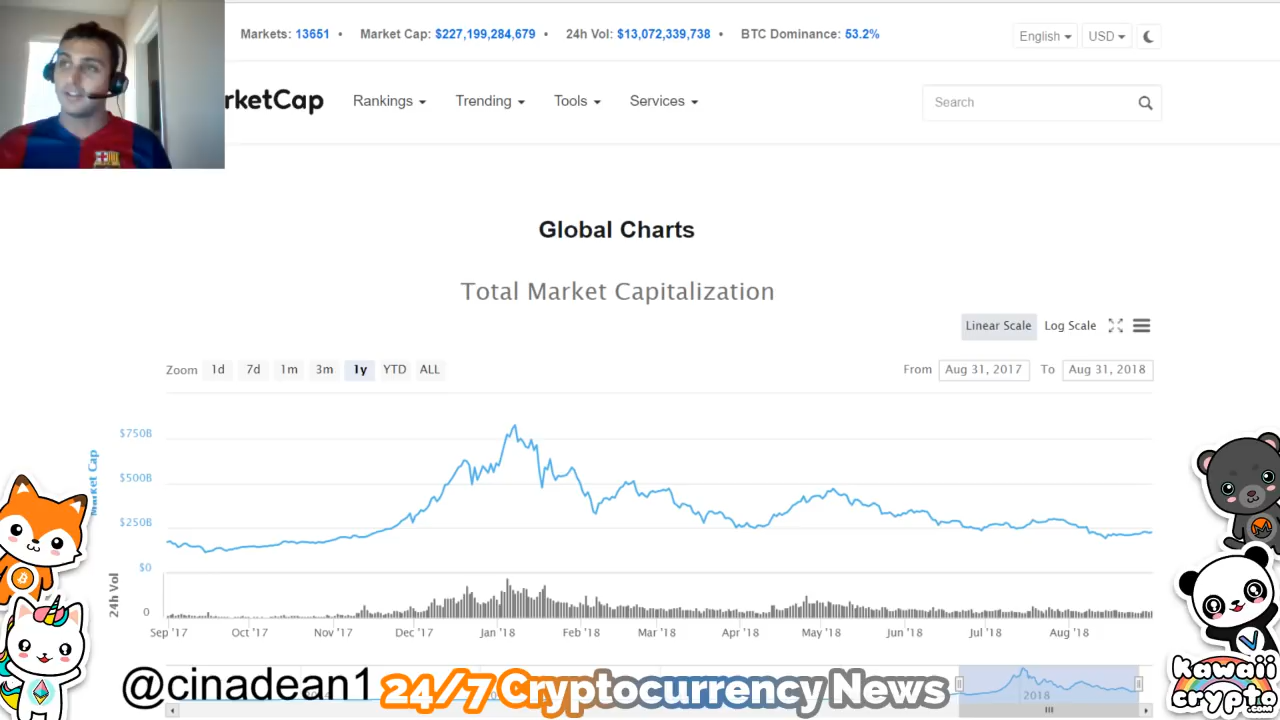 Markets: 13651 • Market Cap: $227,199,284,679 • 24h Vol: $13,072,339,738 • BTC Dominance: 53.2%
English USD
rketCap Rankings Trending Tools Services
Search
Global Charts
Total Market Capitalization
Linear Scale Log Scale
Zoom 1d 7d 1m 3m 1y YTD ALL
From Aug 31, 2017 To Aug 31, 2018
$750B
$500B
$250B
$0
Market Cap
24h Vol
0
Sep '17 Oct '17 Nov '17 Dec '17 Jan '18 Feb '18 Mar '18 Apr '18 May '18 Jun '18 Jul '18 Aug '18
2018
@cinadean1
24/7 Cryptocurrency News
kawaii
crypto
.com